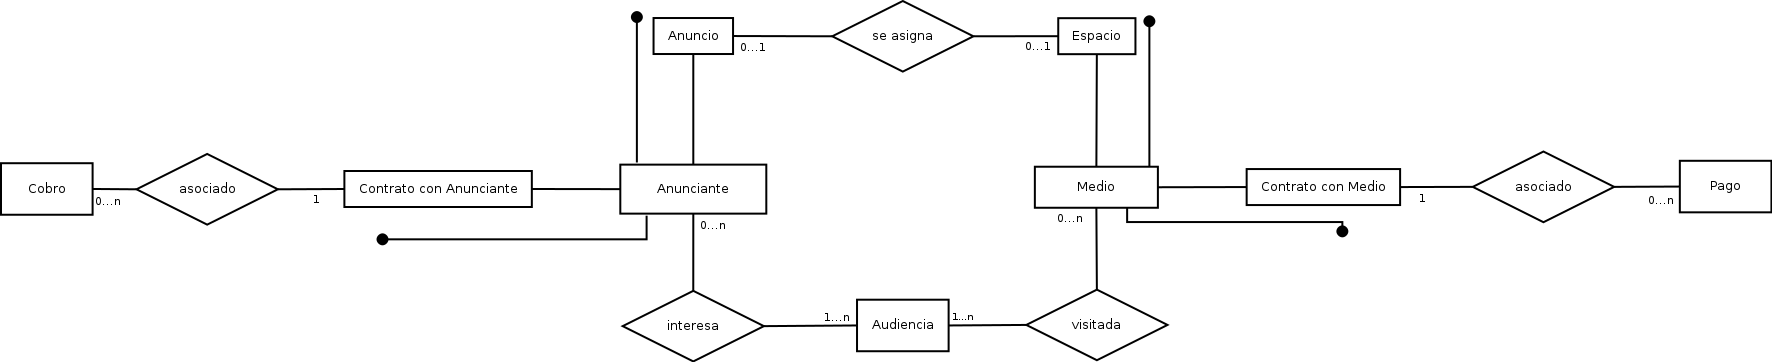 Anuncio
0...1
se asigna
0...1
Espacio
Cobro
0...n
asociado
1
Contrato con Anunciante
Anunciante
0...n
Medio
0...n
Contrato con Medio
1
asociado
0...n
Pago
interesa
1...n
Audiencia
1...n
visitada